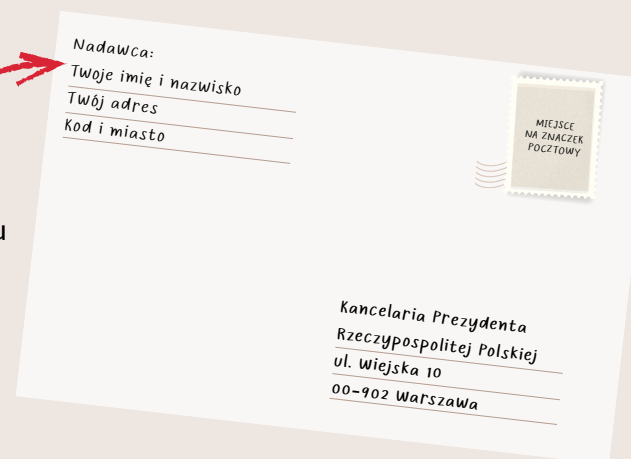 Nadawca:
Twoje imię i nazwisko
Twój adres
Kod i miasto
MIEJSCE
NA ZNACZEK
POCZTOWY
Kancelaria Prezydenta
Rzeczypospolitej Polskiej
ul. Wiejska 10
00-902 Warszawa